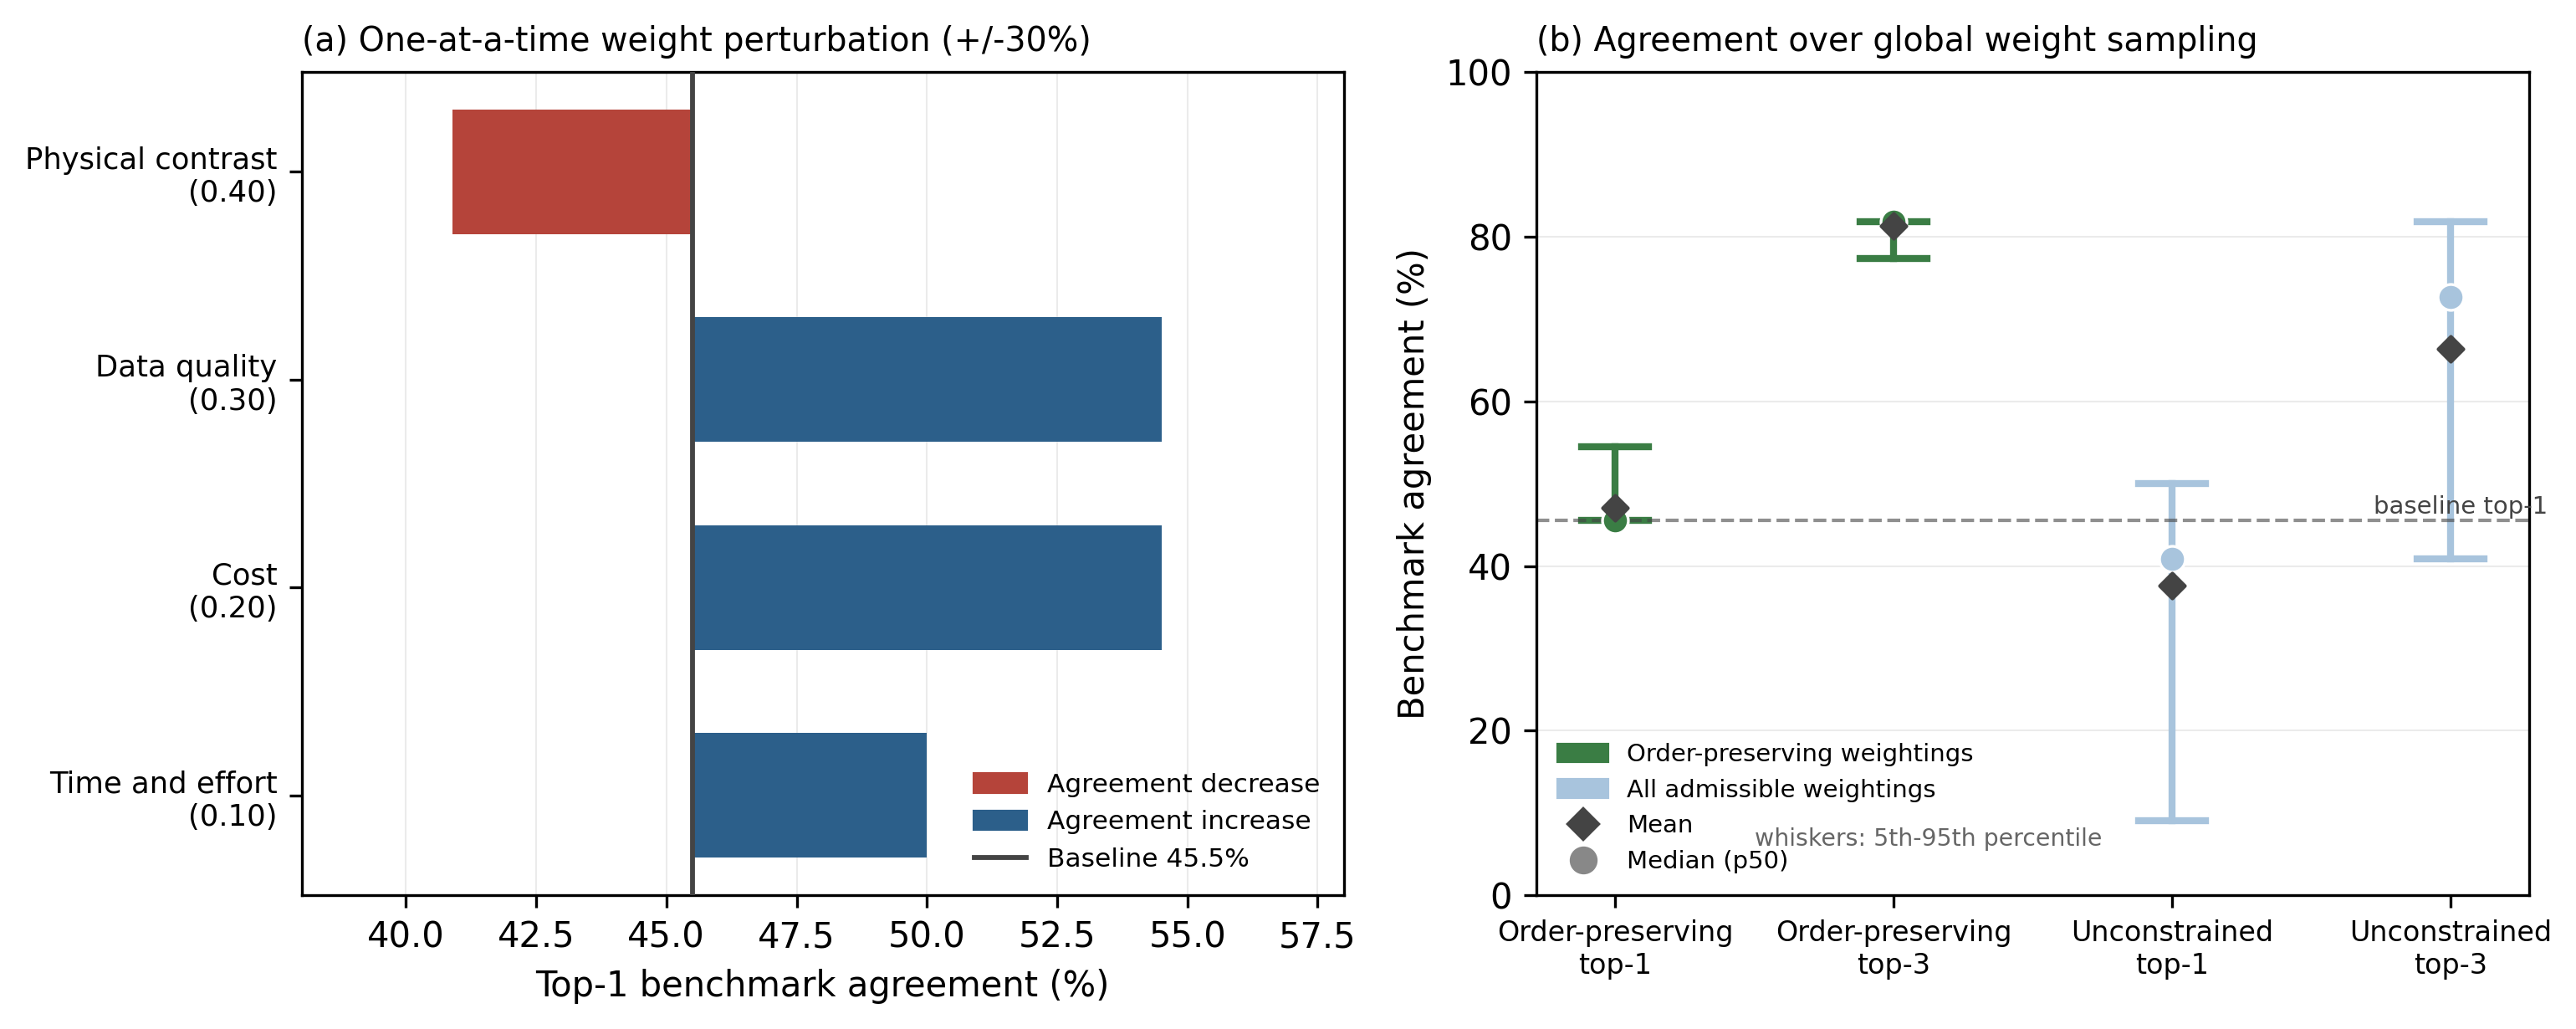 (a) One-at-a-time weight perturbation (+/-30%)
Physical contrast
(0.40)
Data quality
(0.30)
Cost
(0.20)
Time and effort
(0.10)
Agreement decrease
Agreement increase
Baseline 45.5%
40.0 42.5 45.0 47.5 50.0 52.5 55.0 57.5
Top-1 benchmark agreement (%)
(b) Agreement over global weight sampling
Benchmark agreement (%)
100
80
60
40
20
0
baseline top-1
Order-preserving weightings
All admissible weightings
Mean
Median (p50)
whiskers: 5th-95th percentile
Order-preserving
top-1
Order-preserving
top-3
Unconstrained
top-1
Unconstrained
top-3